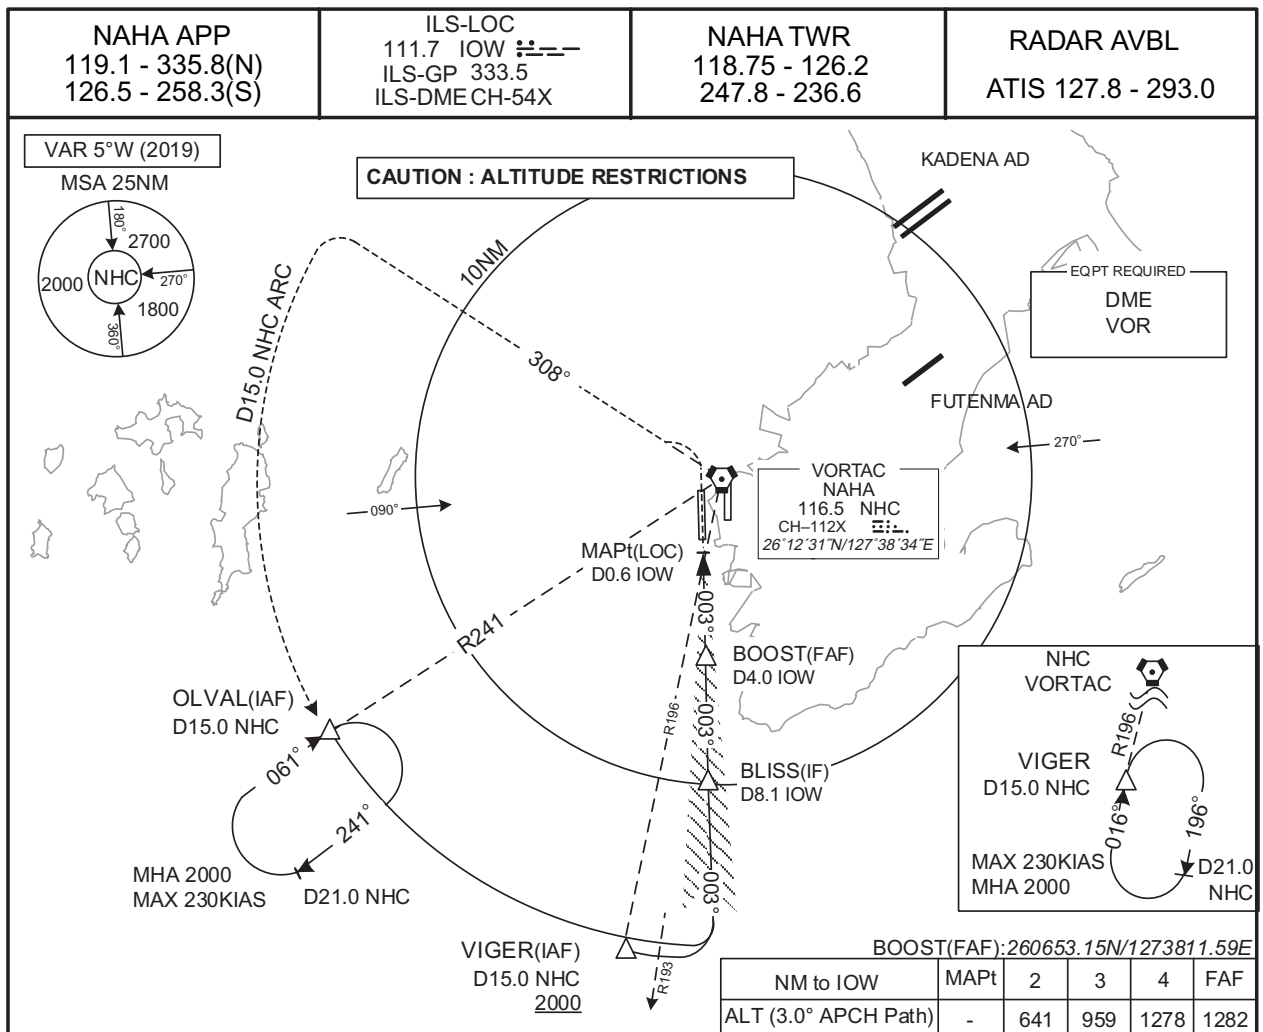 NAHA APP
119.1 - 335.8(N)
126.5 - 258.3(S)
ILS-LOC
111.7 IOW
ILS-GP 333.5
ILS-DME CH-54X
NAHA TWR
118.75 - 126.2
247.8 - 236.6
RADAR AVBL
ATIS 127.8 - 293.0
VAR 5°W (2019)
MSA 25NM
180°
2700
NHC
2000
270°
1800
360°
CAUTION : ALTITUDE RESTRICTIONS
KADENA AD
EQPT REQUIRED
DME
VOR
10NM
D15.0 NHC ARC
308°
FUTENMA AD
270°
090°
VORTAC
NAHA
116.5 NHC
CH–112X
26°12´31˝N/127°38´34˝E
MAPt(LOC)
D0.6 IOW
003°
R241
BOOST(FAF)
D4.0 IOW
OLVAL(IAF)
D15.0 NHC
R196
003°
BLISS(IF)
D8.1 IOW
061°
241°
MHA 2000
MAX 230KIAS
D21.0 NHC
003°
VIGER(IAF)
D15.0 NHC
2000
R193
NHC
VORTAC
R196
VIGER
D15.0 NHC
016°
196°
MAX 230KIAS
MHA 2000
D21.0
NHC
BOOST(FAF):260653.15N/1273811.59E
NM to IOW MAPt 2 3 4 FAF
ALT (3.0° APCH Path) - 641 959 1278 1282